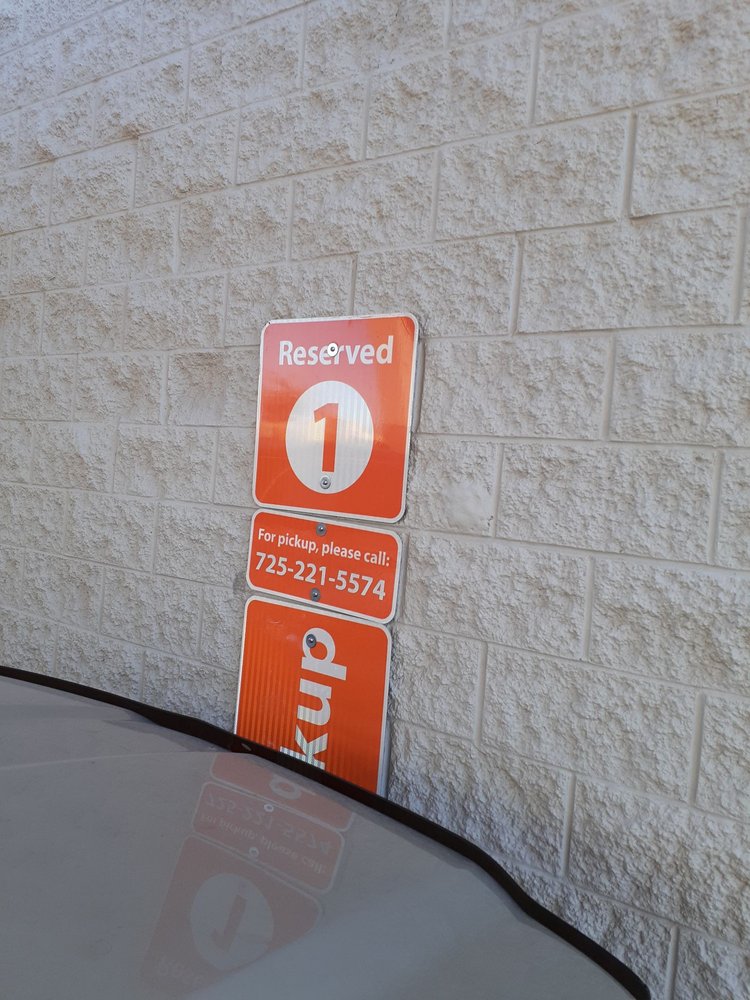 Reserved
1
For pickup, please call:
725-221-5574
kup